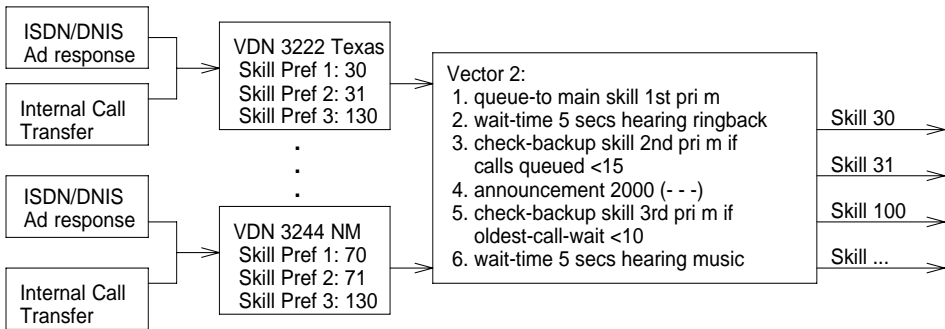 ISDN/DNIS
Ad response
Internal Call
Transfer
VDN 3222 Texas
Skill Pref 1: 30
Skill Pref 2: 31
Skill Pref 3: 130
.
.
.
ISDN/DNIS
Ad response
Internal Call
Transfer
VDN 3244 NM
Skill Pref 1: 70
Skill Pref 2: 71
Skill Pref 3: 130
Vector 2:
1. queue-to main skill 1st pri m
2. wait-time 5 secs hearing ringback
3. check-backup skill 2nd pri m if
calls queued <15
4. announcement 2000 (- - -)
5. check-backup skill 3rd pri m if
oldest-call-wait <10
6. wait-time 5 secs hearing music
Skill 30
Skill 31
Skill 100
Skill ...